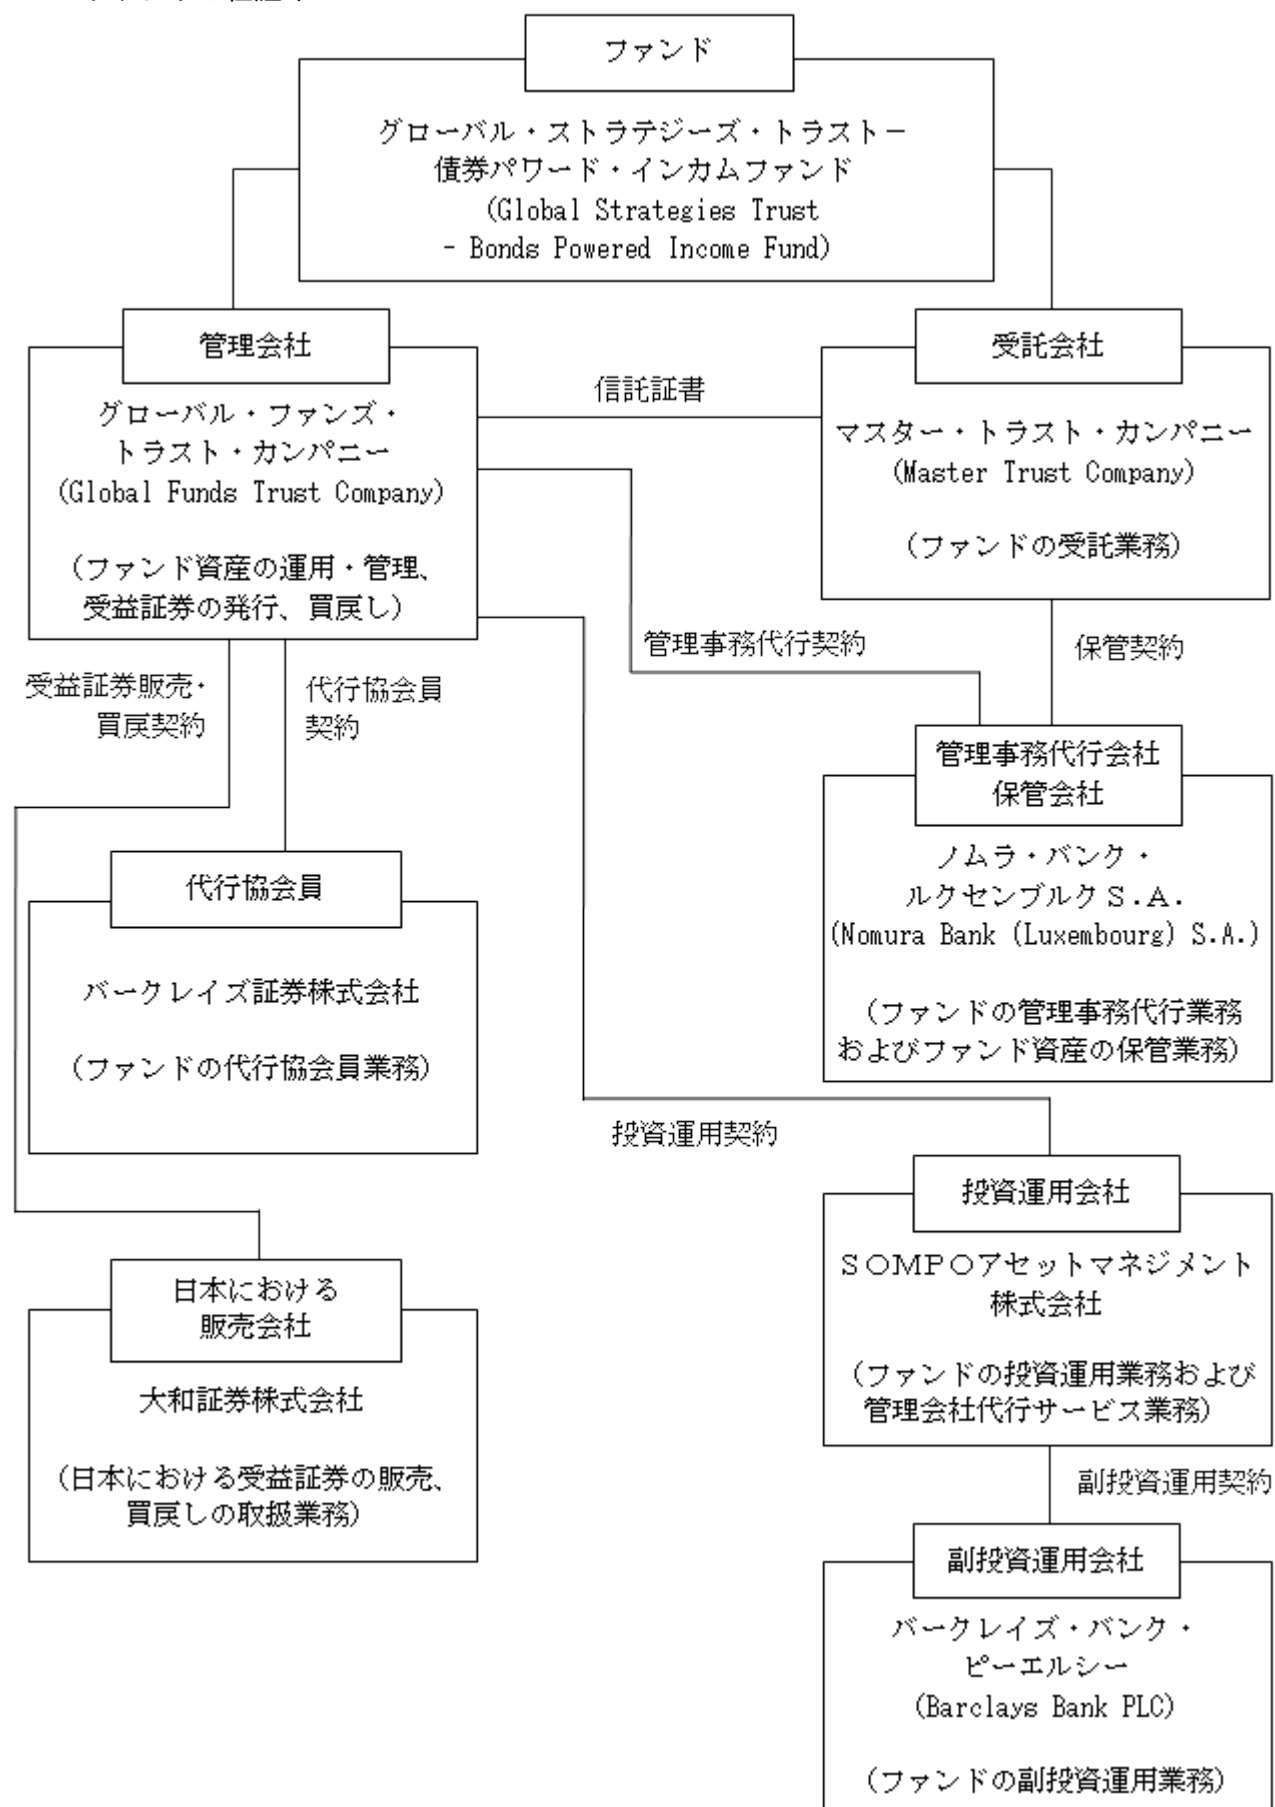 ファンド
グローバル・ストラテジーズ・トラスト－
債券パワード・インカムファンド
(Global Strategies Trust
- Bonds Powered Income Fund)
管理会社
グローバル・ファンズ・
トラスト・カンパニー
(Global Funds Trust Company)
（ファンド資産の運用・管理、
受益証券の発行、買戻し）
信託証書
受託会社
マスター・トラスト・カンパニー
(Master Trust Company)
（ファンドの受託業務）
受益証券販売・
買戻契約
代行協会員
契約
管理事務代行契約
保管契約
管理事務代行会社
保管会社
ノムラ・バンク・
ルクセンブルクＳ.Ａ.
(Nomura Bank (Luxembourg) S.A.)
（ファンドの管理事務代行業務
およびファンド資産の保管業務）
代行協会員
バークレイズ証券株式会社
（ファンドの代行協会員業務）
投資運用契約
投資運用会社
ＳＯＭＰＯアセットマネジメント
株式会社
（ファンドの投資運用業務および
管理会社代行サービス業務）
日本における
販売会社
大和証券株式会社
（日本における受益証券の販売、
買戻しの取扱業務）
副投資運用契約
副投資運用会社
バークレイズ・バンク・
ピーエルシー
(Barclays Bank PLC)
（ファンドの副投資運用業務）